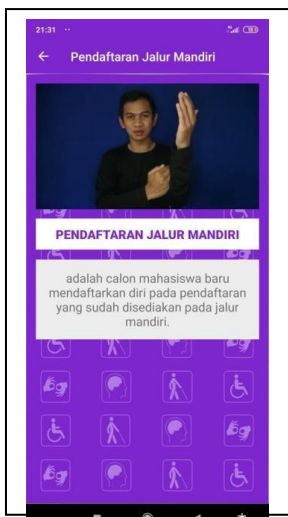 21:31
Pendaftaran Jalur Mandiri
PENDAFTARAN JALUR MANDIRI
adalah calon mahasiswa baru
mendaftarkan diri pada pendaftaran
yang sudah disediakan pada jalur
mandiri.